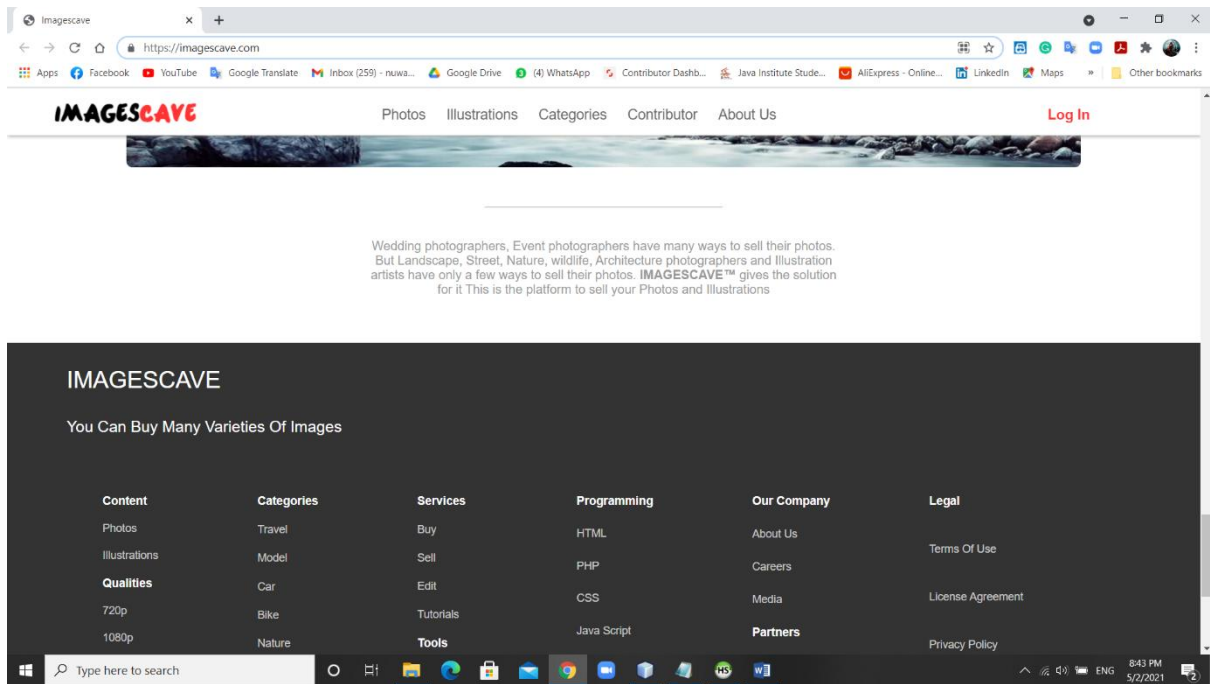 Imagescave
https://imagescave.com
Apps Facebook YouTube Google Translate Inbox (259) - nuwa... Google Drive (4) WhatsApp Contributor Dashb... Java Institute Stude... AliExpress - Online... LinkedIn Maps » Other bookmarks
IMAGESCAVE Photos Illustrations Categories Contributor About Us Log In
Wedding photographers, Event photographers have many ways to sell their photos.
But Landscape, Street, Nature, wildlife, Architecture photographers and Illustration
artists have only a few ways to sell their photos. IMAGESCAVE™ gives the solution
for it This is the platform to sell your Photos and Illustrations
IMAGESCAVE
You Can Buy Many Varieties Of Images
Content
Photos
Illustrations
Qualities
720p
1080p
Categories
Travel
Model
Car
Bike
Nature
Services
Buy
Sell
Edit
Tutorials
Tools
Programming
HTML
PHP
CSS
Java Script
Our Company
About Us
Careers
Media
Partners
Legal
Terms Of Use
License Agreement
Privacy Policy
Type here to search
HS
ENG
8:43 PM
5/2/2021
2